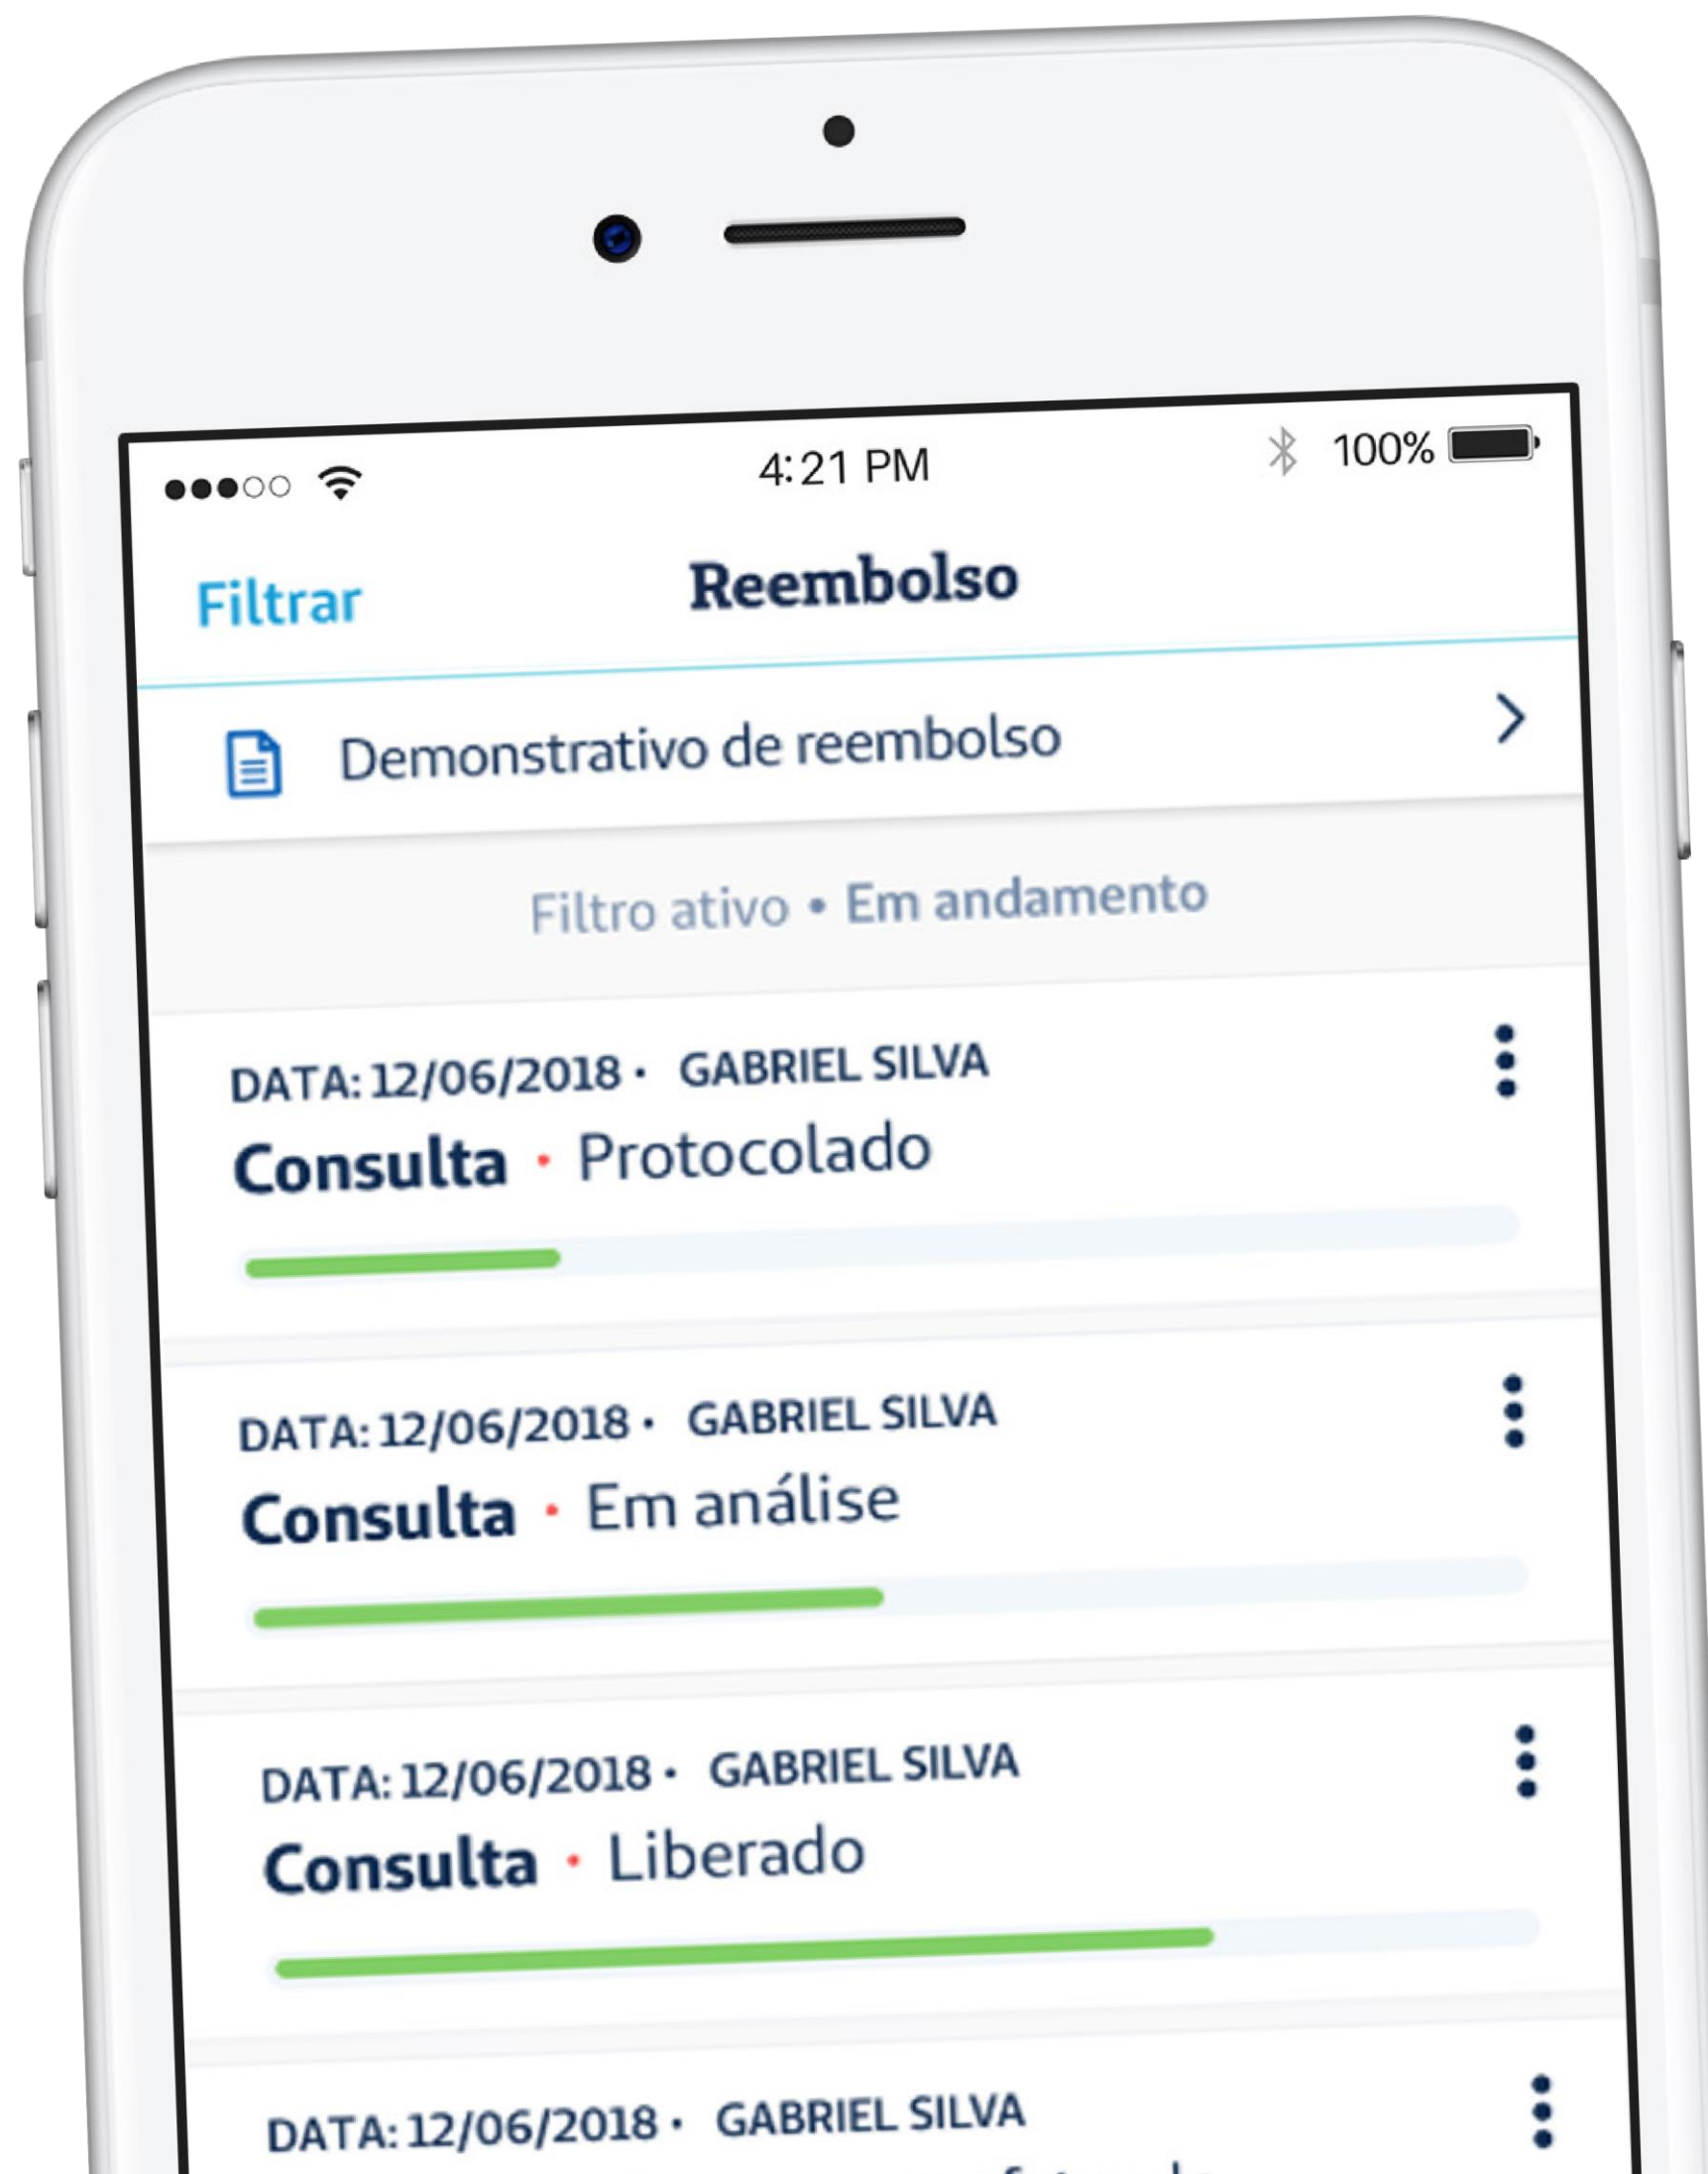 4:21 PM 100%
Filtrar Reembolso
Demonstrativo de reembolso
Filtro ativo • Em andamento
DATA: 12/06/2018 • GABRIEL SILVA
Consulta • Protocolado
DATA: 12/06/2018 • GABRIEL SILVA
Consulta • Em análise
DATA: 12/06/2018 • GABRIEL SILVA
Consulta • Liberado
DATA: 12/06/2018 • GABRIEL SILVA